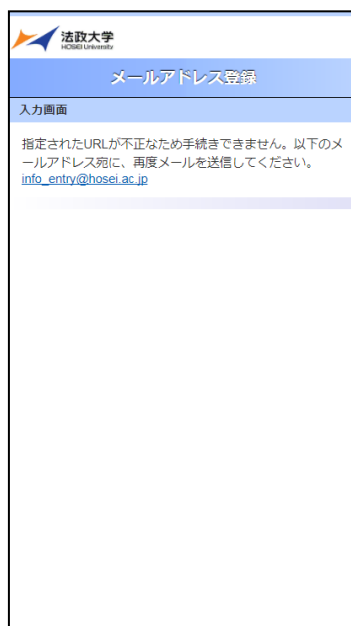 法政大学
HOSEI University
メールアドレス登録
入力画面
指定されたURLが不正なため手続きできません。以下のメ
ールアドレス宛に、再度メールを送信してください。
info_entry@hosei.ac.jp